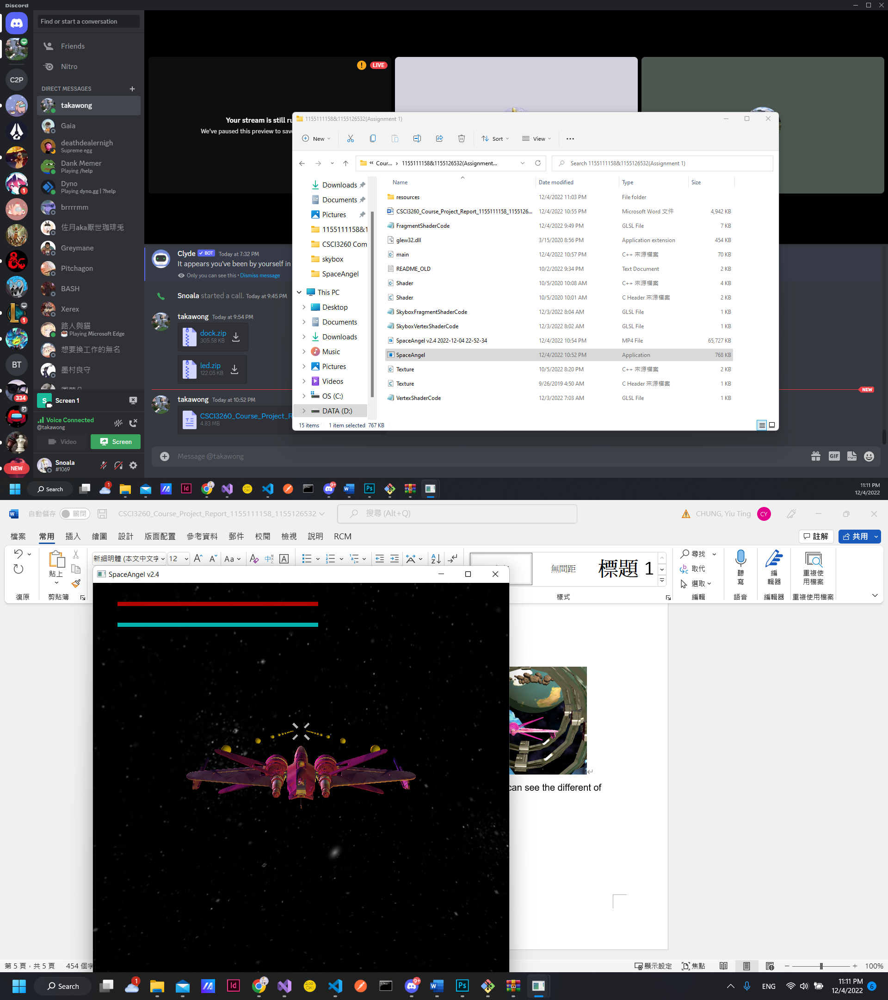 Discord
Find or start a conversation
Friends
Nitro
C2P
DIRECT MESSAGES
takawong
Gaia
deathdealernigh
Supreme egg
Dank Memer
Playing /help
Dyno
Playing dyno.gg | ?help
1
brrrrmm
佐月aka厭世珈琲兎
Greymane
Pitchagon
BASH
Xerex
1
路人與貓
Playing Microsoft Edge
想要換工作的無名
BT
墨村良守
334
S
Screen 1
Voice Connected
@takawong
Video
Screen
NEW
Snoala
#1069
LIVE
Your stream is still ru
We've paused this preview to save
Clyde BOT Today at 7:32 PM
It appears you've been by yourself in
Only you can see this • Dismiss message
Snoala started a call. Today at 9:45 PM
takawong Today at 9:54 PM
dock.zip
305.58 KB
led.zip
122.05 KB
NEW
takawong Today at 10:52 PM
CSCI3260_Course_Project_R
4.83 MB
Message @takawong
GIF
1155111158&1155126532(Assignment 1)
New
Sort
View
Cour... › 1155111158&1155126532(Assignment...
Search 1155111158&1155126532(Assignment 1)
Downloads
Documents
Pictures
1155111158&1
CSCI3260 Com
skybox
SpaceAngel
This PC
Desktop
Documents
Downloads
Music
Pictures
Videos
OS (C:)
DATA (D:)
Name Date modified Type Size
resources 12/4/2022 11:03 PM File folder
CSCI3260_Course_Project_Report_1155111158_1155126... 12/4/2022 10:55 PM Microsoft Word 文件 4,942 KB
FragmentShaderCode 12/4/2022 9:49 PM GLSL File 7 KB
glew32.dll 3/15/2020 8:56 PM Application extension 454 KB
main 12/4/2022 10:57 PM C++ 來源檔案 70 KB
README_OLD 10/2/2022 9:34 PM Text Document 2 KB
Shader 10/5/2020 10:08 AM C++ 來源檔案 4 KB
Shader 10/5/2020 10:01 AM C Header 來源檔案 2 KB
SkyboxFragmentShaderCode 12/3/2022 8:04 AM GLSL File 1 KB
SkyboxVertexShaderCode 12/3/2022 8:02 AM GLSL File 1 KB
SpaceAngel v2.4 2022-12-04 22-52-34 12/4/2022 10:54 PM MP4 File 65,727 KB
SpaceAngel 12/4/2022 10:52 PM Application 768 KB
Texture 10/5/2022 8:20 PM C++ 來源檔案 2 KB
Texture 9/26/2019 4:50 AM C Header 來源檔案 1 KB
VertexShaderCode 12/3/2022 7:03 AM GLSL File 1 KB
15 items 1 item selected 767 KB
Search
1
Id
9+
Ps
11:11 PM
12/4/2022
自動儲存 關閉 CSCI3260_Course_Project_Report_1155111158_1155126532
搜尋 (Alt+Q)
CHUNG, Yiu Ting CY
檔案 常用 插入 繪圖 設計 版面配置 參考資料 郵件 校閱 檢視 說明 RCM
註解 共用
新細明體 (本文中文字 12
貼上
復原 剪貼簿
無間距
標題 1
樣式
尋找
取代
選取
編輯
聽
寫
語音
編
輯器
編輯器
重複使
用檔案
重複使用檔案
SpaceAngel v2.4
can see the different of
第 5 頁，共 5 頁 454 個字
顯示設定 焦點 100%
Search
1
Id
9+
Ps
ENG
11:11 PM
12/4/2022
6